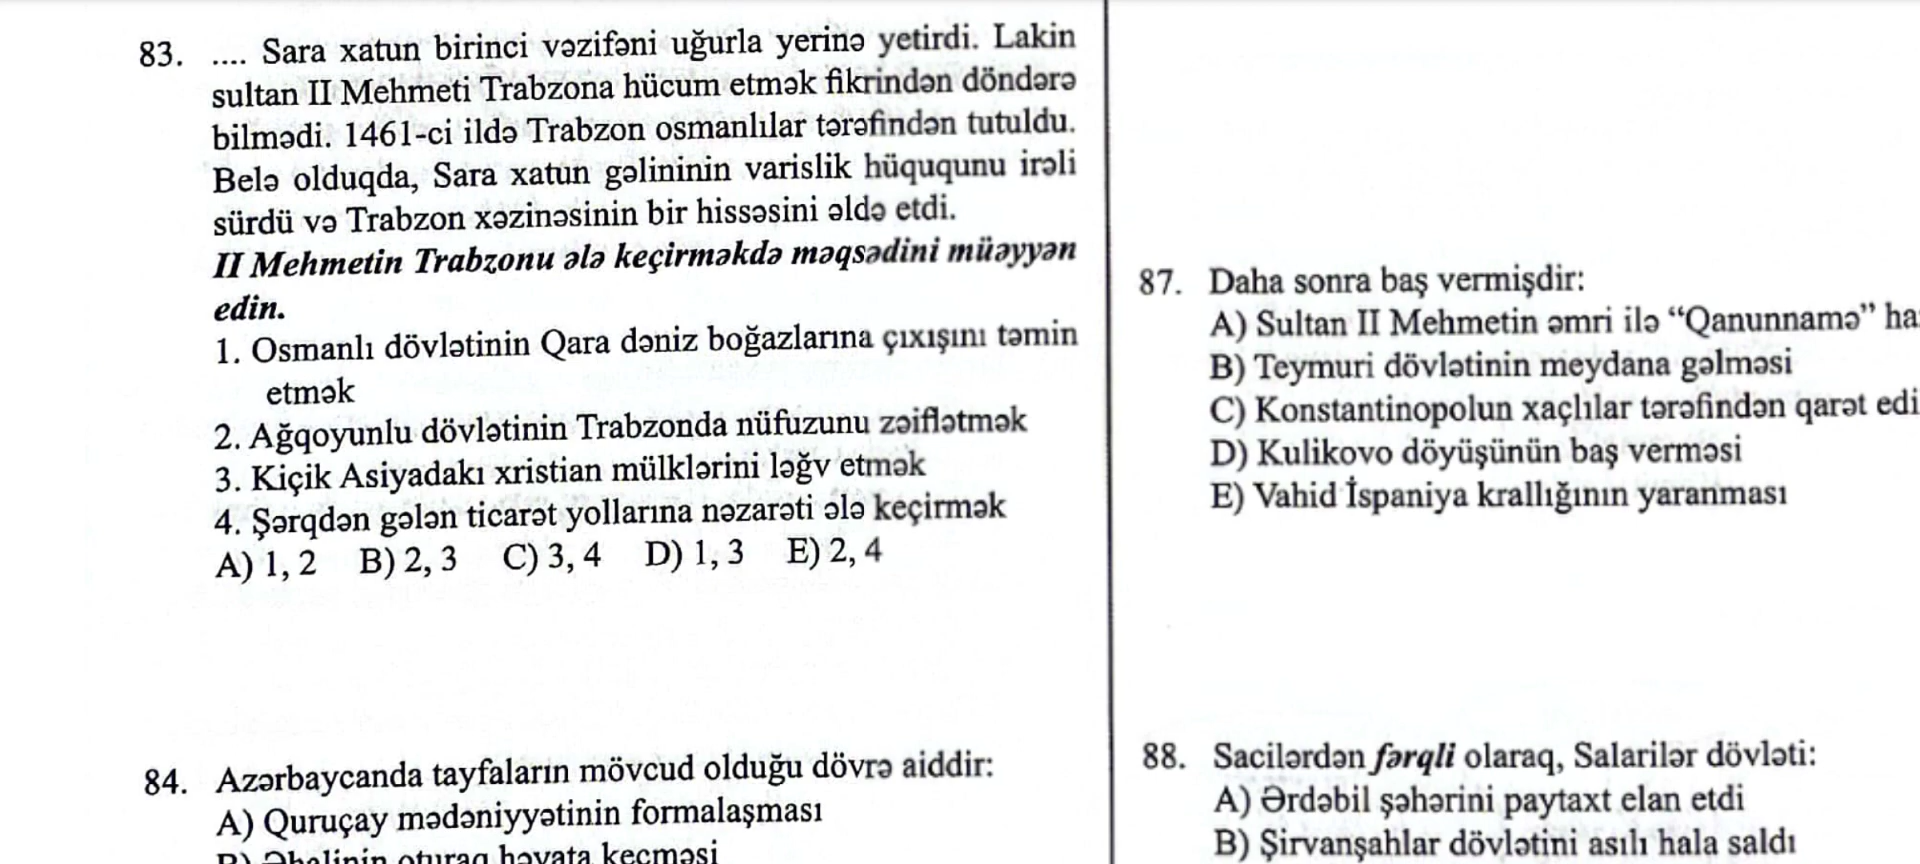 83. .... Sara xatun birinci vəzifəni uğurla yerinə yetirdi. Lakin
sultan II Mehmeti Trabzona hücum etmək fikrindən döndərə
bilmədi. 1461-ci ildə Trabzon osmanlılar tərəfindən tutuldu.
Belə olduqda, Sara xatun gəlininin varislik hüququnu irəli
sürdü və Trabzon xəzinəsinin bir hissəsini əldə etdi.
II Mehmetin Trabzonu ələ keçirməkdə məqsədini müəyyən
edin.
1. Osmanlı dövlətinin Qara dəniz boğazlarına çıxışını təmin
etmək
2. Ağqoyunlu dövlətinin Trabzonda nüfuzunu zəiflətmək
3. Kiçik Asiyadakı xristian mülklərini ləğv etmək
4. Şərqdən gələn ticarət yollarına nəzarəti ələ keçirmək
A) 1, 2 B) 2, 3 C) 3, 4 D) 1, 3 E) 2, 4
84. Azərbaycanda tayfaların mövcud olduğu dövrə aiddir:
A) Quruçay mədəniyyətinin formalaşması
B) Əhalinin oturaq həyata keçməsi
87. Daha sonra baş vermişdir:
A) Sultan II Mehmetin əmri ilə “Qanunnamə”
B) Teymuri dövlətinin meydana gəlməsi
C) Konstantinopolun xaçlılar tərəfindən qarət
D) Kulikovo döyüşünün baş verməsi
E) Vahid İspaniya krallığının yaranması
88. Sacilərdən fərqli olaraq, Salarilər dövləti:
A) Ərdəbil şəhərini paytaxt elan etdi
B) Şirvanşahlar dövlətini asılı hala saldı